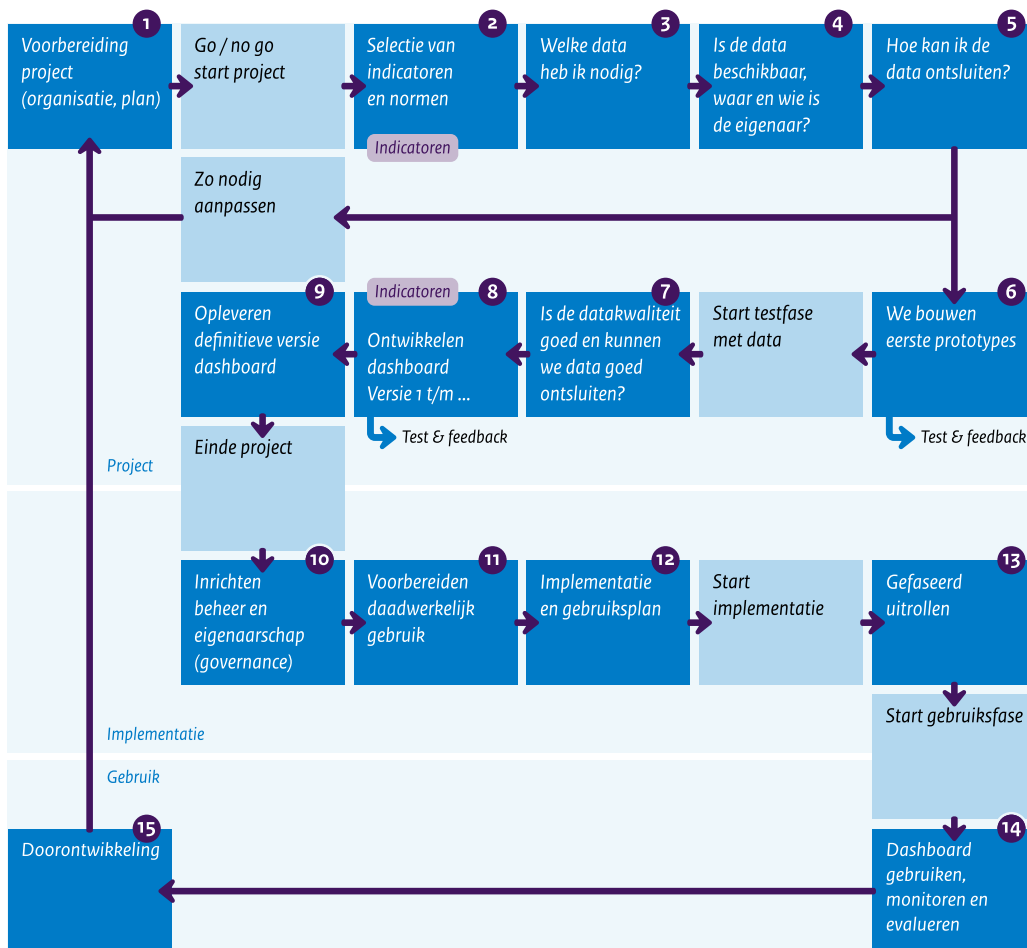 1
Voorbereiding
project
(organisatie, plan)
Go / no go
start project
2
Selectie van
indicatoren
en normen
Indicatoren
3
Welke data
heb ik nodig?
4
Is de data
beschikbaar,
waar en wie is
de eigenaar?
5
Hoe kan ik de
data ontsluiten?
Zo nodig
aanpassen
6
We bouwen
eerste prototypes
Test & feedback
Start testfase
met data
7
Is de datakwaliteit
goed en kunnen
we data goed
ontsluiten?
Indicatoren
8
Ontwikkelen
dashboard
Versie 1 t/m ...
Test & feedback
9
Opleveren
definitieve versie
dashboard
Einde project
Project
10
Inrichten
beheer en
eigenaarschap
(governance)
11
Voorbereiden
daadwerkelijk
gebruik
12
Implementatie
en gebruiksplan
Start
implementatie
13
Gefaseerd
uitrollen
Start gebruiksfase
Implementatie
Gebruik
14
Dashboard
gebruiken,
monitoren en
evalueren
15
Doorontwikkeling